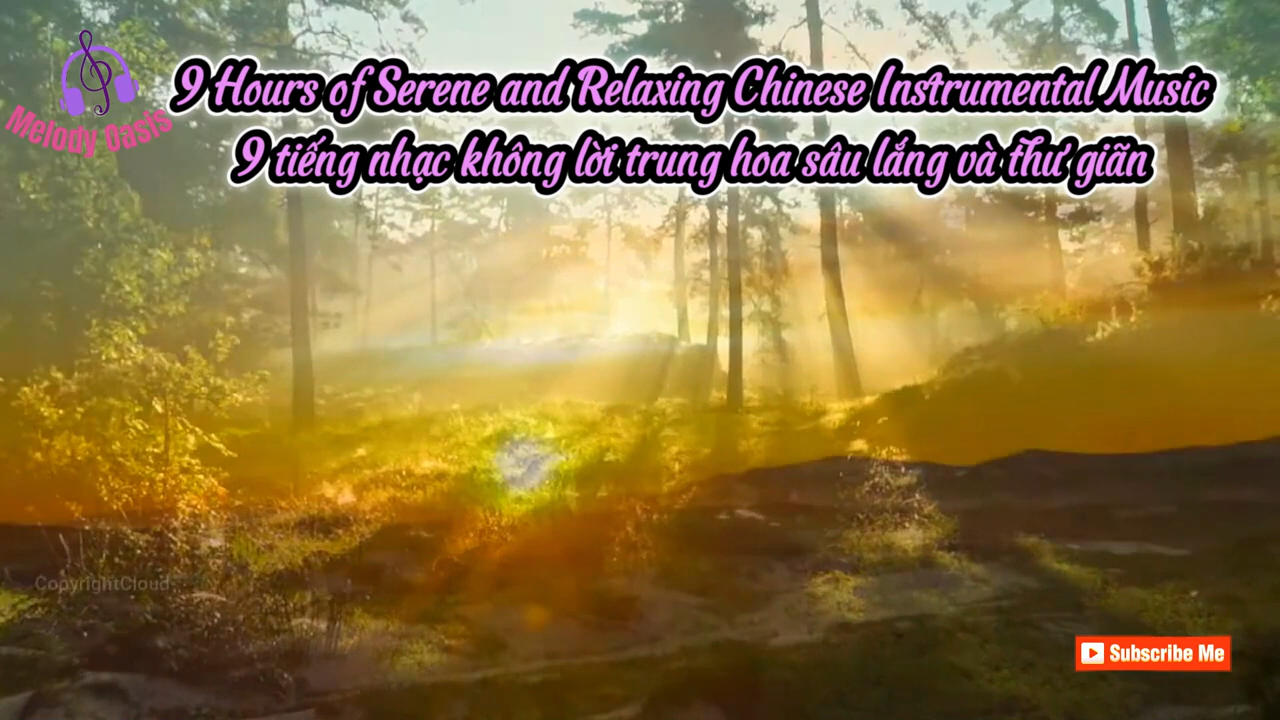 9 Hours of Serene and Relaxing Chinese Instrumental Music
9 tiếng nhạc không lời trung hoa sâu lắng và thư giãn
Melody Oasis
CopyrightCloud
Subscribe Me